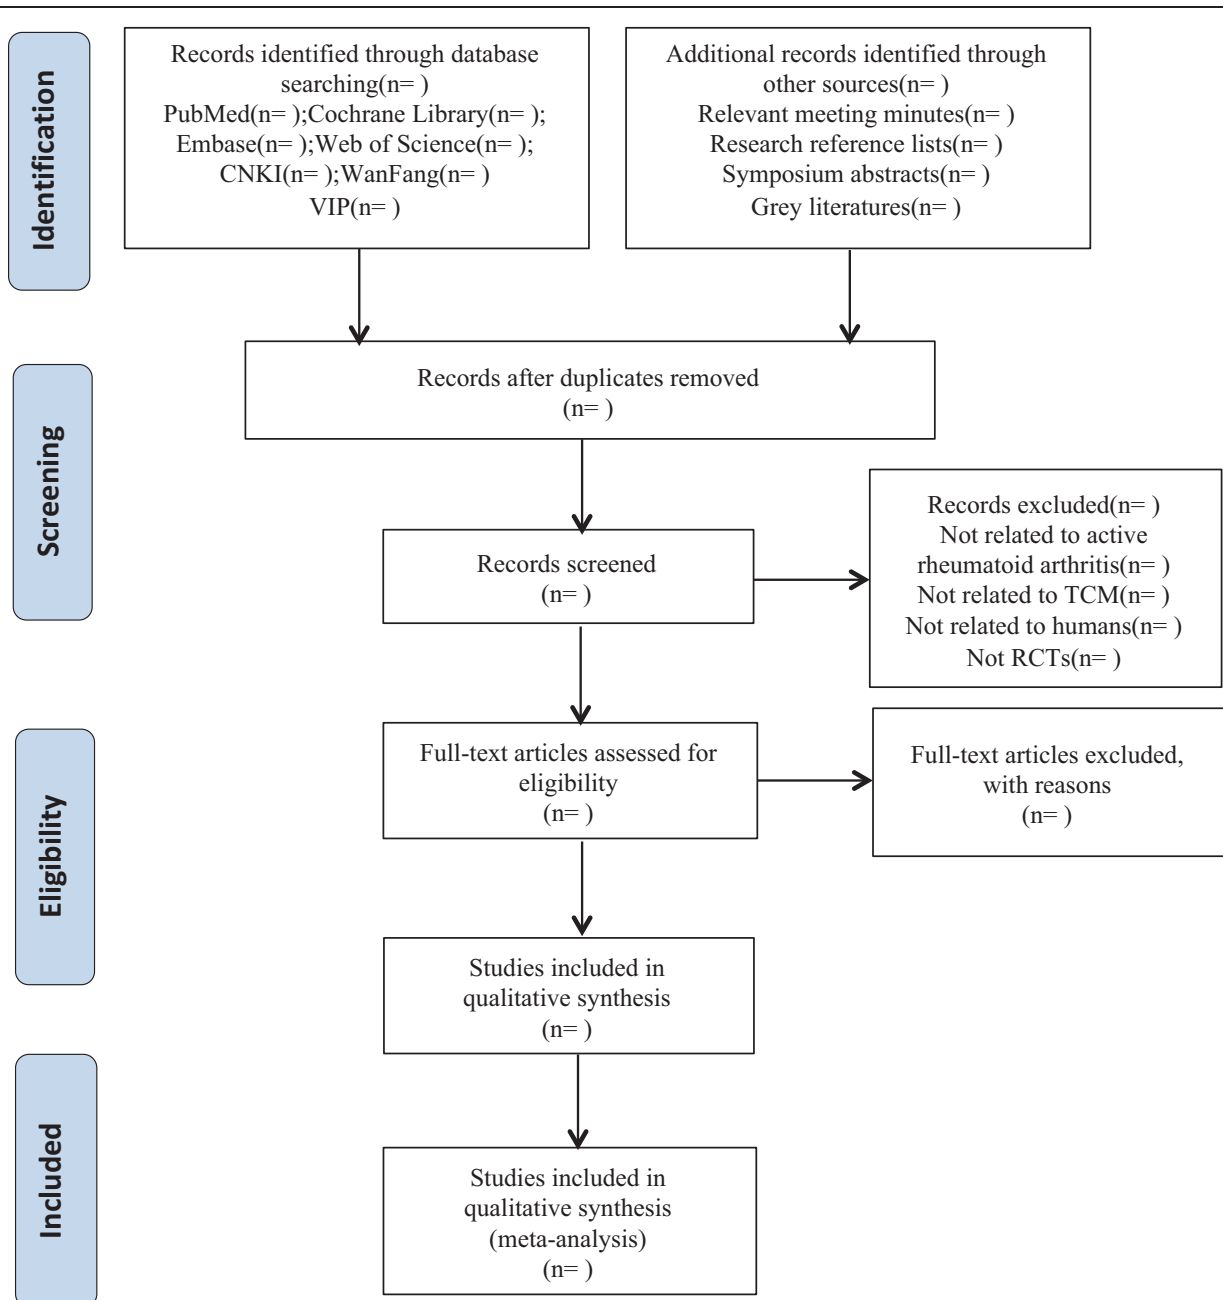 Identification
Records identified through database
searching(n= )
PubMed(n= );Cochrane Library(n= );
Embase(n= );Web of Science(n= );
CNKI(n= );WanFang(n= )
VIP(n= )
Additional records identified through
other sources(n= )
Relevant meeting minutes(n= )
Research reference lists(n= )
Symposium abstracts(n= )
Grey literatures(n= )
Screening
Records after duplicates removed
(n= )
Records screened
(n= )
Records excluded(n= )
Not related to active
rheumatoid arthritis(n= )
Not related to TCM(n= )
Not related to humans(n= )
Not RCTs(n= )
Eligibility
Full-text articles assessed for
eligibility
(n= )
Full-text articles excluded,
with reasons
(n= )
Studies included in
qualitative synthesis
(n= )
Included
Studies included in
qualitative synthesis
(meta-analysis)
(n= )